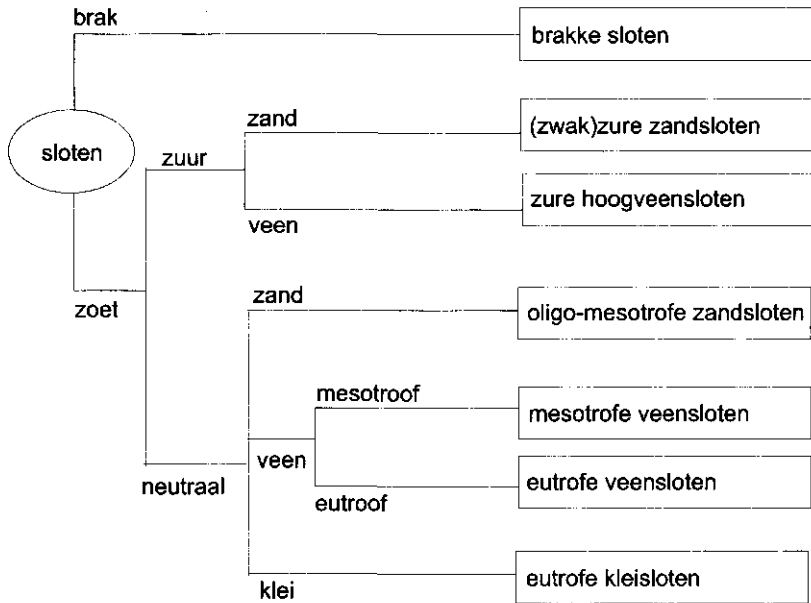 brak
brakke sloten
sloten
zand
(zwak)zure zandsloten
zuur
zure hoogveensloten
veen
zoet
zand
oligo-mesotrofe zandsloten
mesotroof
mesotrofe veensloten
veen
neutraal
eutrofe veensloten
eutroof
eutrofe kleisloten
klei